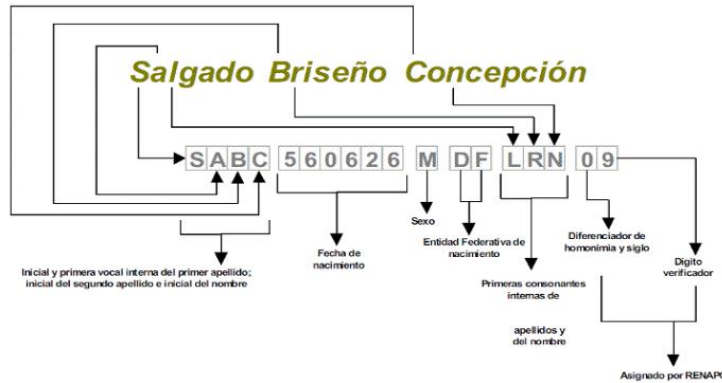 Salgado Briseño Concepción
SABC 560626 M DF LRN 09
Sexo
Fecha de
nacimiento
Entidad Federativa de
nacimiento
Diferenciador de
homonimia y siglo
Dígito
verificador
Inicial y primera vocal interna del primer apellido;
inicial del segundo apellido e inicial del nombre
Primeras consonantes
internas de
apellidos y
del nombre
Asignado por RENAPO